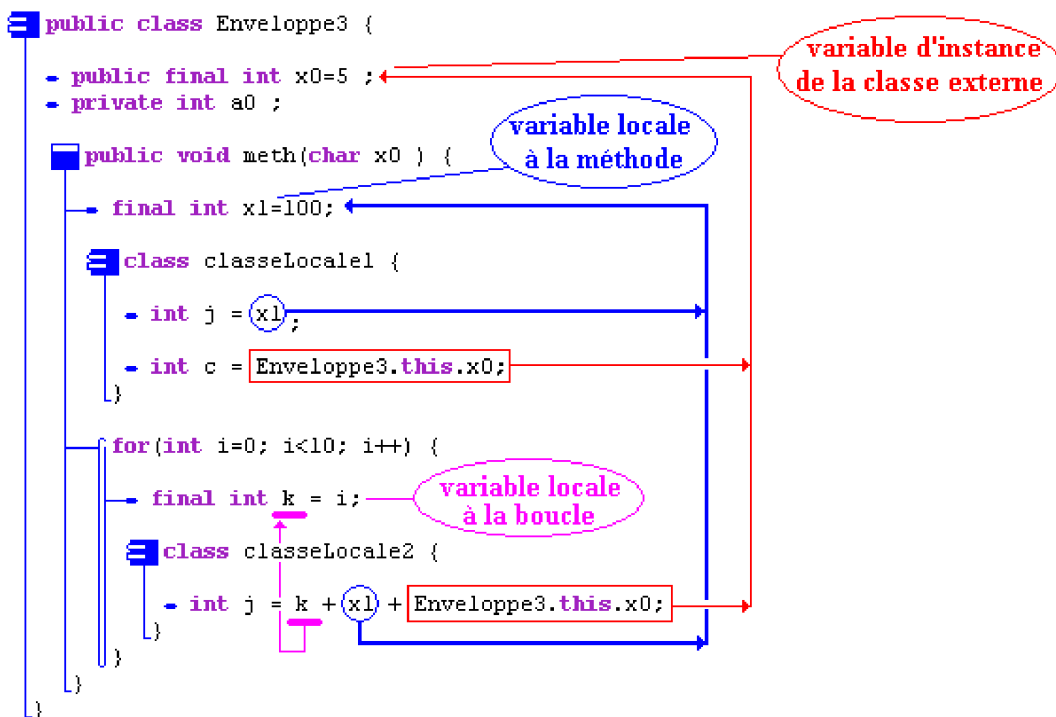 public class Enveloppe3 {
variable d'instance
de la classe externe
public final int x0=5 ;
private int a0 ;
variable locale
à la méthode
public void meth(char x0 ) {
final int x1=100;
class classeLocale1 {
int j = x1 ;
int c = Enveloppe3.this.x0;
}
for(int i=0; i<10; i++) {
variable locale
à la boucle
final int k = i;
class classeLocale2 {
int j = k + x1 + Enveloppe3.this.x0;
}
}
}
}